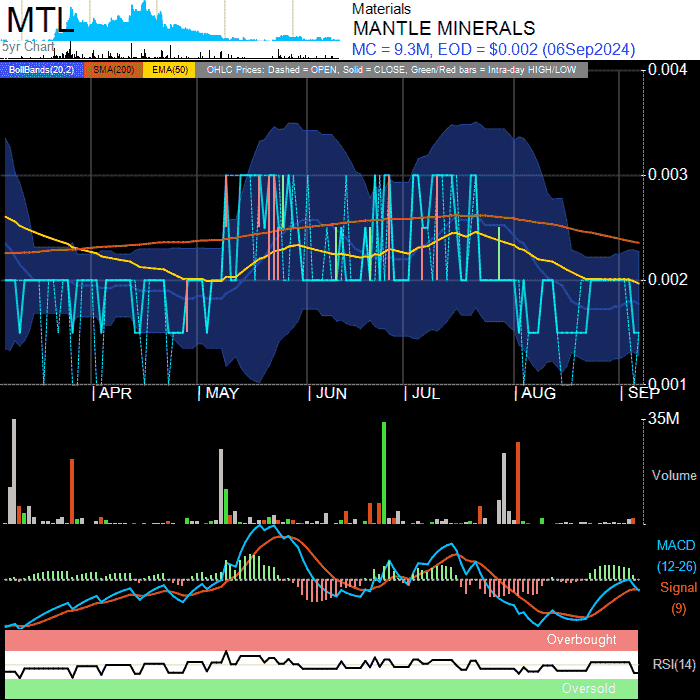 MTL
5yr Chart
Materials
MANTLE MINERALS
MC = 9.3M, EOD = $0.002 (06Sep2024)
BollBands(20,2) SMA(200) EMA(50) OHLC Prices: Dashed = OPEN, Solid = CLOSE, Green/Red bars = Intra-day HIGH/LOW
0.004
0.003
0.002
0.001
| APR | MAY | JUN | JUL | AUG | SEP
35M
Volume
MACD
(12-26)
Signal
(9)
Overbought
RSI(14)
Oversold